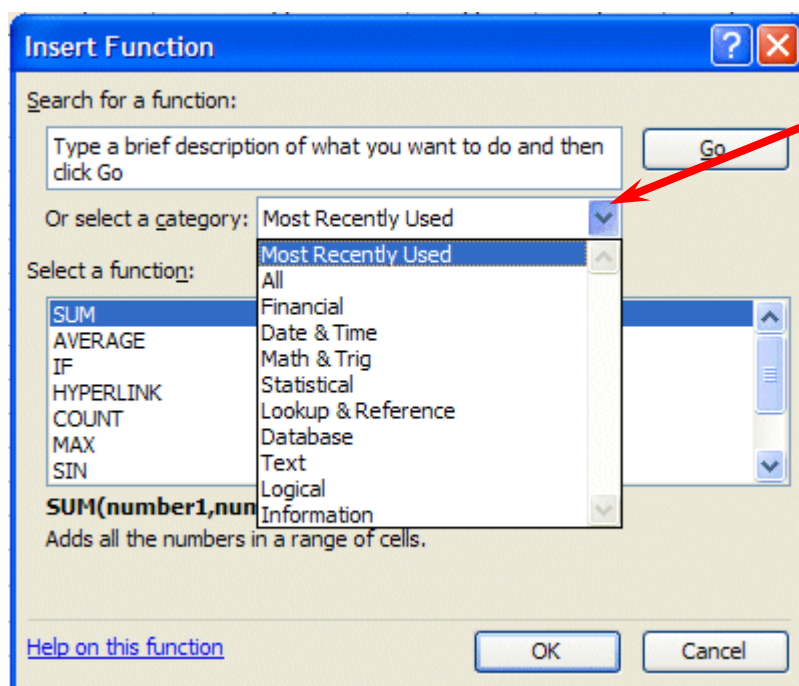 Insert Function
Search for a function:
Type a brief description of what you want to do and then
click Go
Go
Or select a category:
Most Recently Used
Most Recently Used
All
Financial
Date & Time
Math & Trig
Statistical
Lookup & Reference
Database
Text
Logical
Information
Select a function:
SUM
AVERAGE
IF
HYPERLINK
COUNT
MAX
SIN
SUM(number1,num
Adds all the numbers in a range of cells.
Help on this function
OK
Cancel